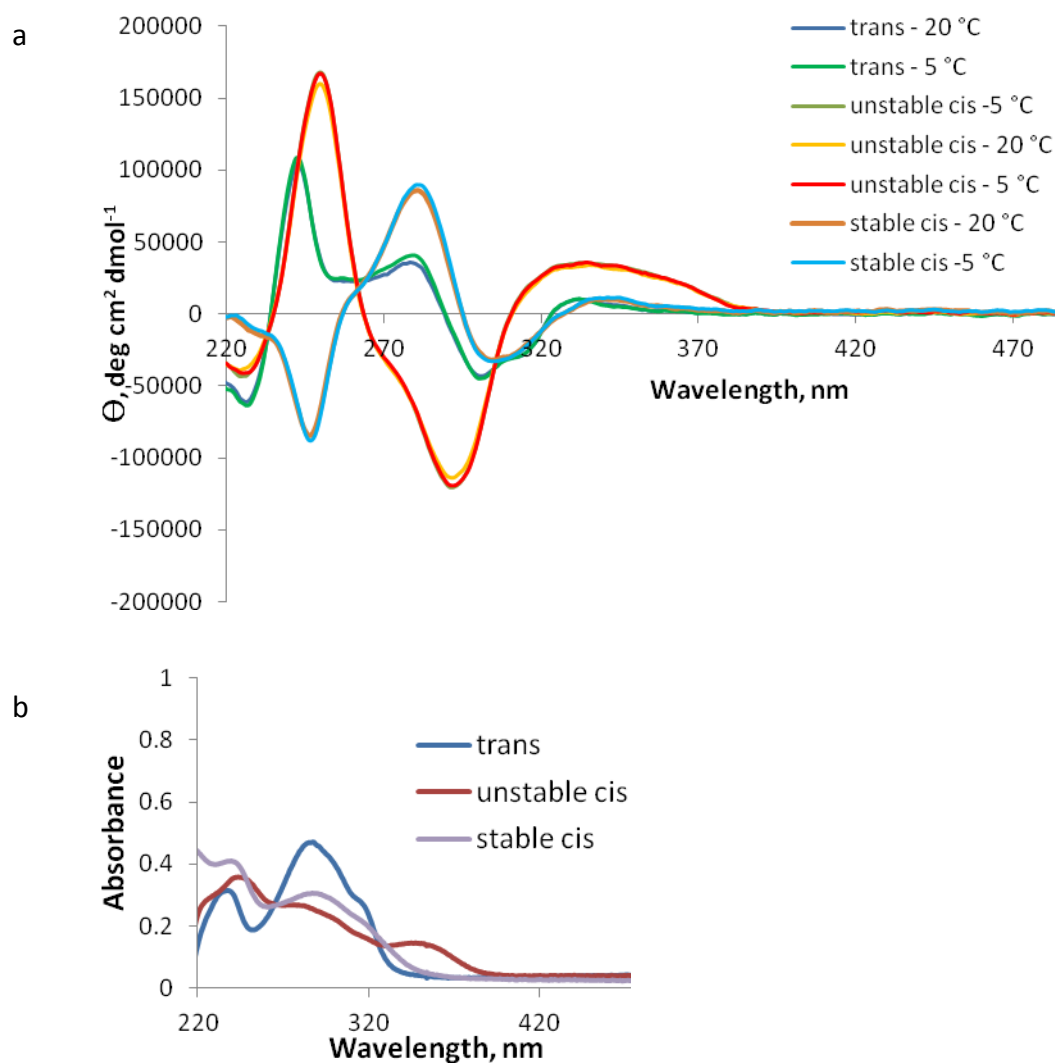 a
200000
150000
100000
50000
0
-50000
-100000
-150000
-200000
220
270
320
370
420
470
Θ, deg cm² dmol⁻¹
Wavelength, nm
trans - 20 °C
trans - 5 °C
unstable cis -5 °C
unstable cis - 20 °C
unstable cis - 5 °C
stable cis - 20 °C
stable cis -5 °C
b
1
0.8
0.6
0.4
0.2
0
220
320
420
Absorbance
Wavelength, nm
trans
unstable cis
stable cis